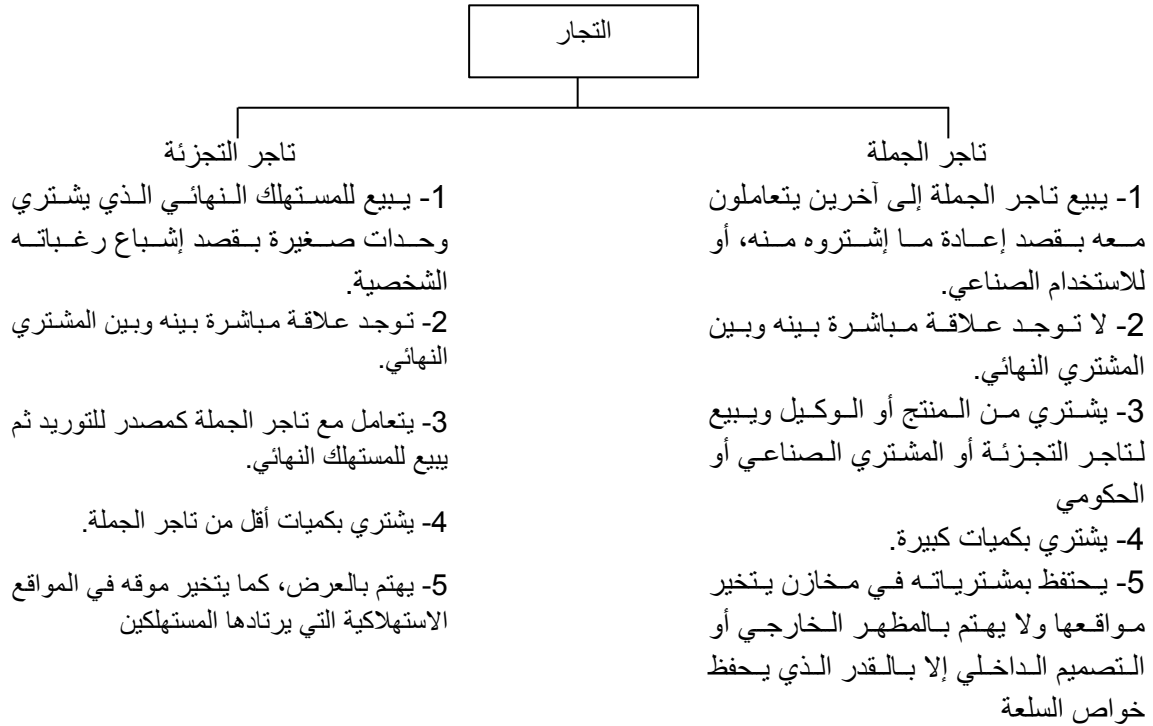 التجار
تاجر الجملة
1- يبيع تاجر الجملة إلى آخرين يتعاملون
معه بقصد إعادة ما إشتروه منه، أو
للاستخدام الصناعي.
2- لا توجد علاقة مباشرة بينه وبين
المشتري النهائي.
3- يشتري من المنتج أو الوكيل ويبيع
لتاجر التجزئة أو المشتري الصناعي أو
الحكومي
4- يشتري بكميات كبيرة.
5- يحتفظ بمشترياته في مخازن يتخير
مواقعها ولا يهتم بالمظهر الخارجي أو
التصميم الداخلي إلا بالقدر الذي يحفظ
خواص السلعة
تاجر التجزئة
1- يبيع للمستهلك النهائي الذي يشتري
وحدات صغيرة بقصد إشباع رغباته
الشخصية.
2- توجد علاقة مباشرة بينه وبين المشتري
النهائي.
3- يتعامل مع تاجر الجملة كمصدر للتوريد ثم
يبيع للمستهلك النهائي.
4- يشتري بكميات أقل من تاجر الجملة.
5- يهتم بالعرض، كما يتخير موقه في المواقع
الاستهلاكية التي يرتادها المستهلكين